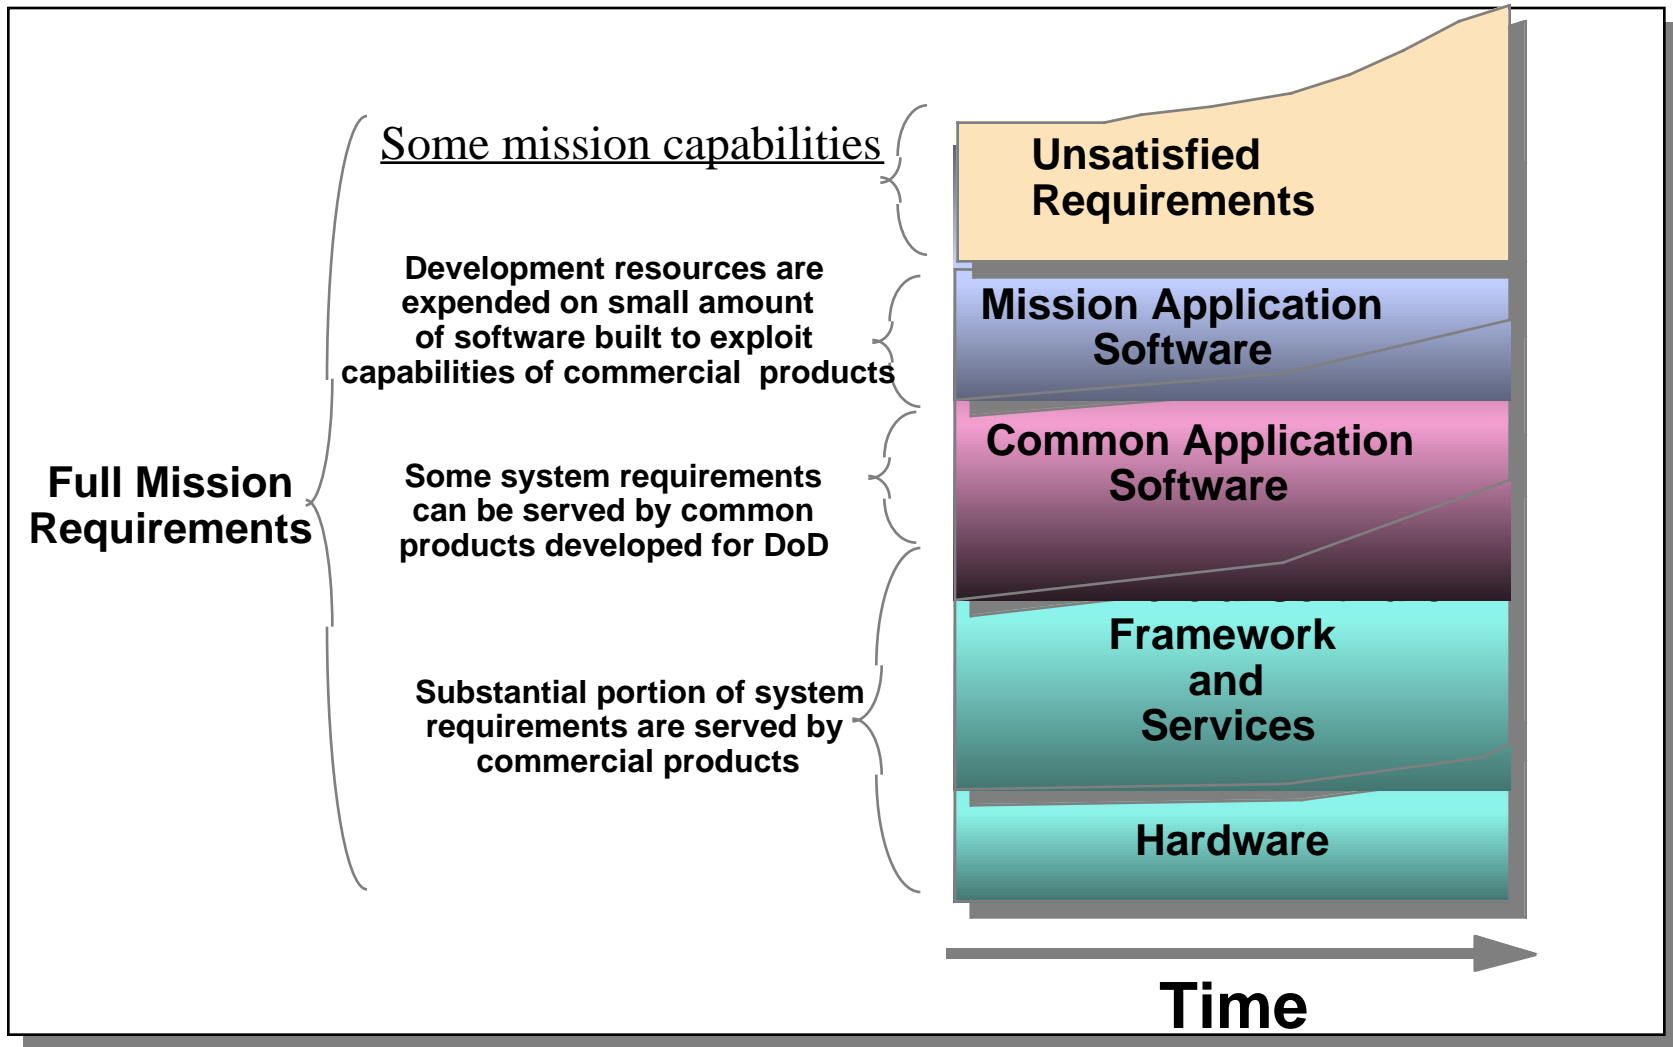 Some mission capabilities
Unsatisfied
Requirements
Development resources are
expended on small amount
of software built to exploit
capabilities of commercial products
Mission Application
Software
Full Mission
Requirements
Some system requirements
can be served by common
products developed for DoD
Common Application
Software
Substantial portion of system
requirements are served by
commercial products
Framework
and
Services
Hardware
Time